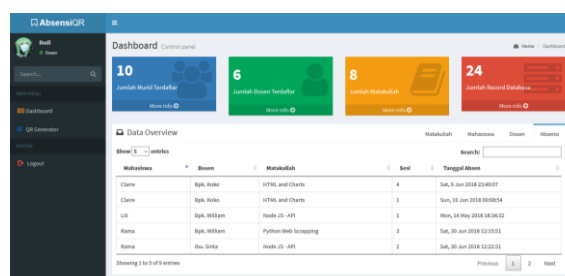 AbsensiQR
Budi
Dosen
Search...
MAIN MENU
Dashboard
QR Generator
SYSTEM
Logout
Dashboard Control panel
Home Dashboard
10
Jumlah Murid Terdaftar
More info
6
Jumlah Dosen Terdaftar
More info
8
Jumlah Matakuliah
More info
24
Jumlah Record Database
More info
Data Overview
Matakuliah Mahasiswa Dosen Absensi
Show 5 entries
Search:
Mahasiswa Dosen Matakuliah Sesi Tanggal Absen
Claire Bpk. Koko HTML and Charts 4 Sat, 9 Jun 2018 23:40:07
Claire Bpk. Koko HTML and Charts 1 Sun, 10 Jun 2018 00:08:54
Lili Bpk. William Node JS - API 1 Mon, 14 May 2018 18:34:32
Rama Bpk. William Python Web Scrapping 3 Sat, 30 Jun 2018 12:15:51
Rama Ibu. Sinta Node JS - API 2 Sat, 30 Jun 2018 12:22:31
Showing 1 to 5 of 9 entries
Previous 1 2 Next